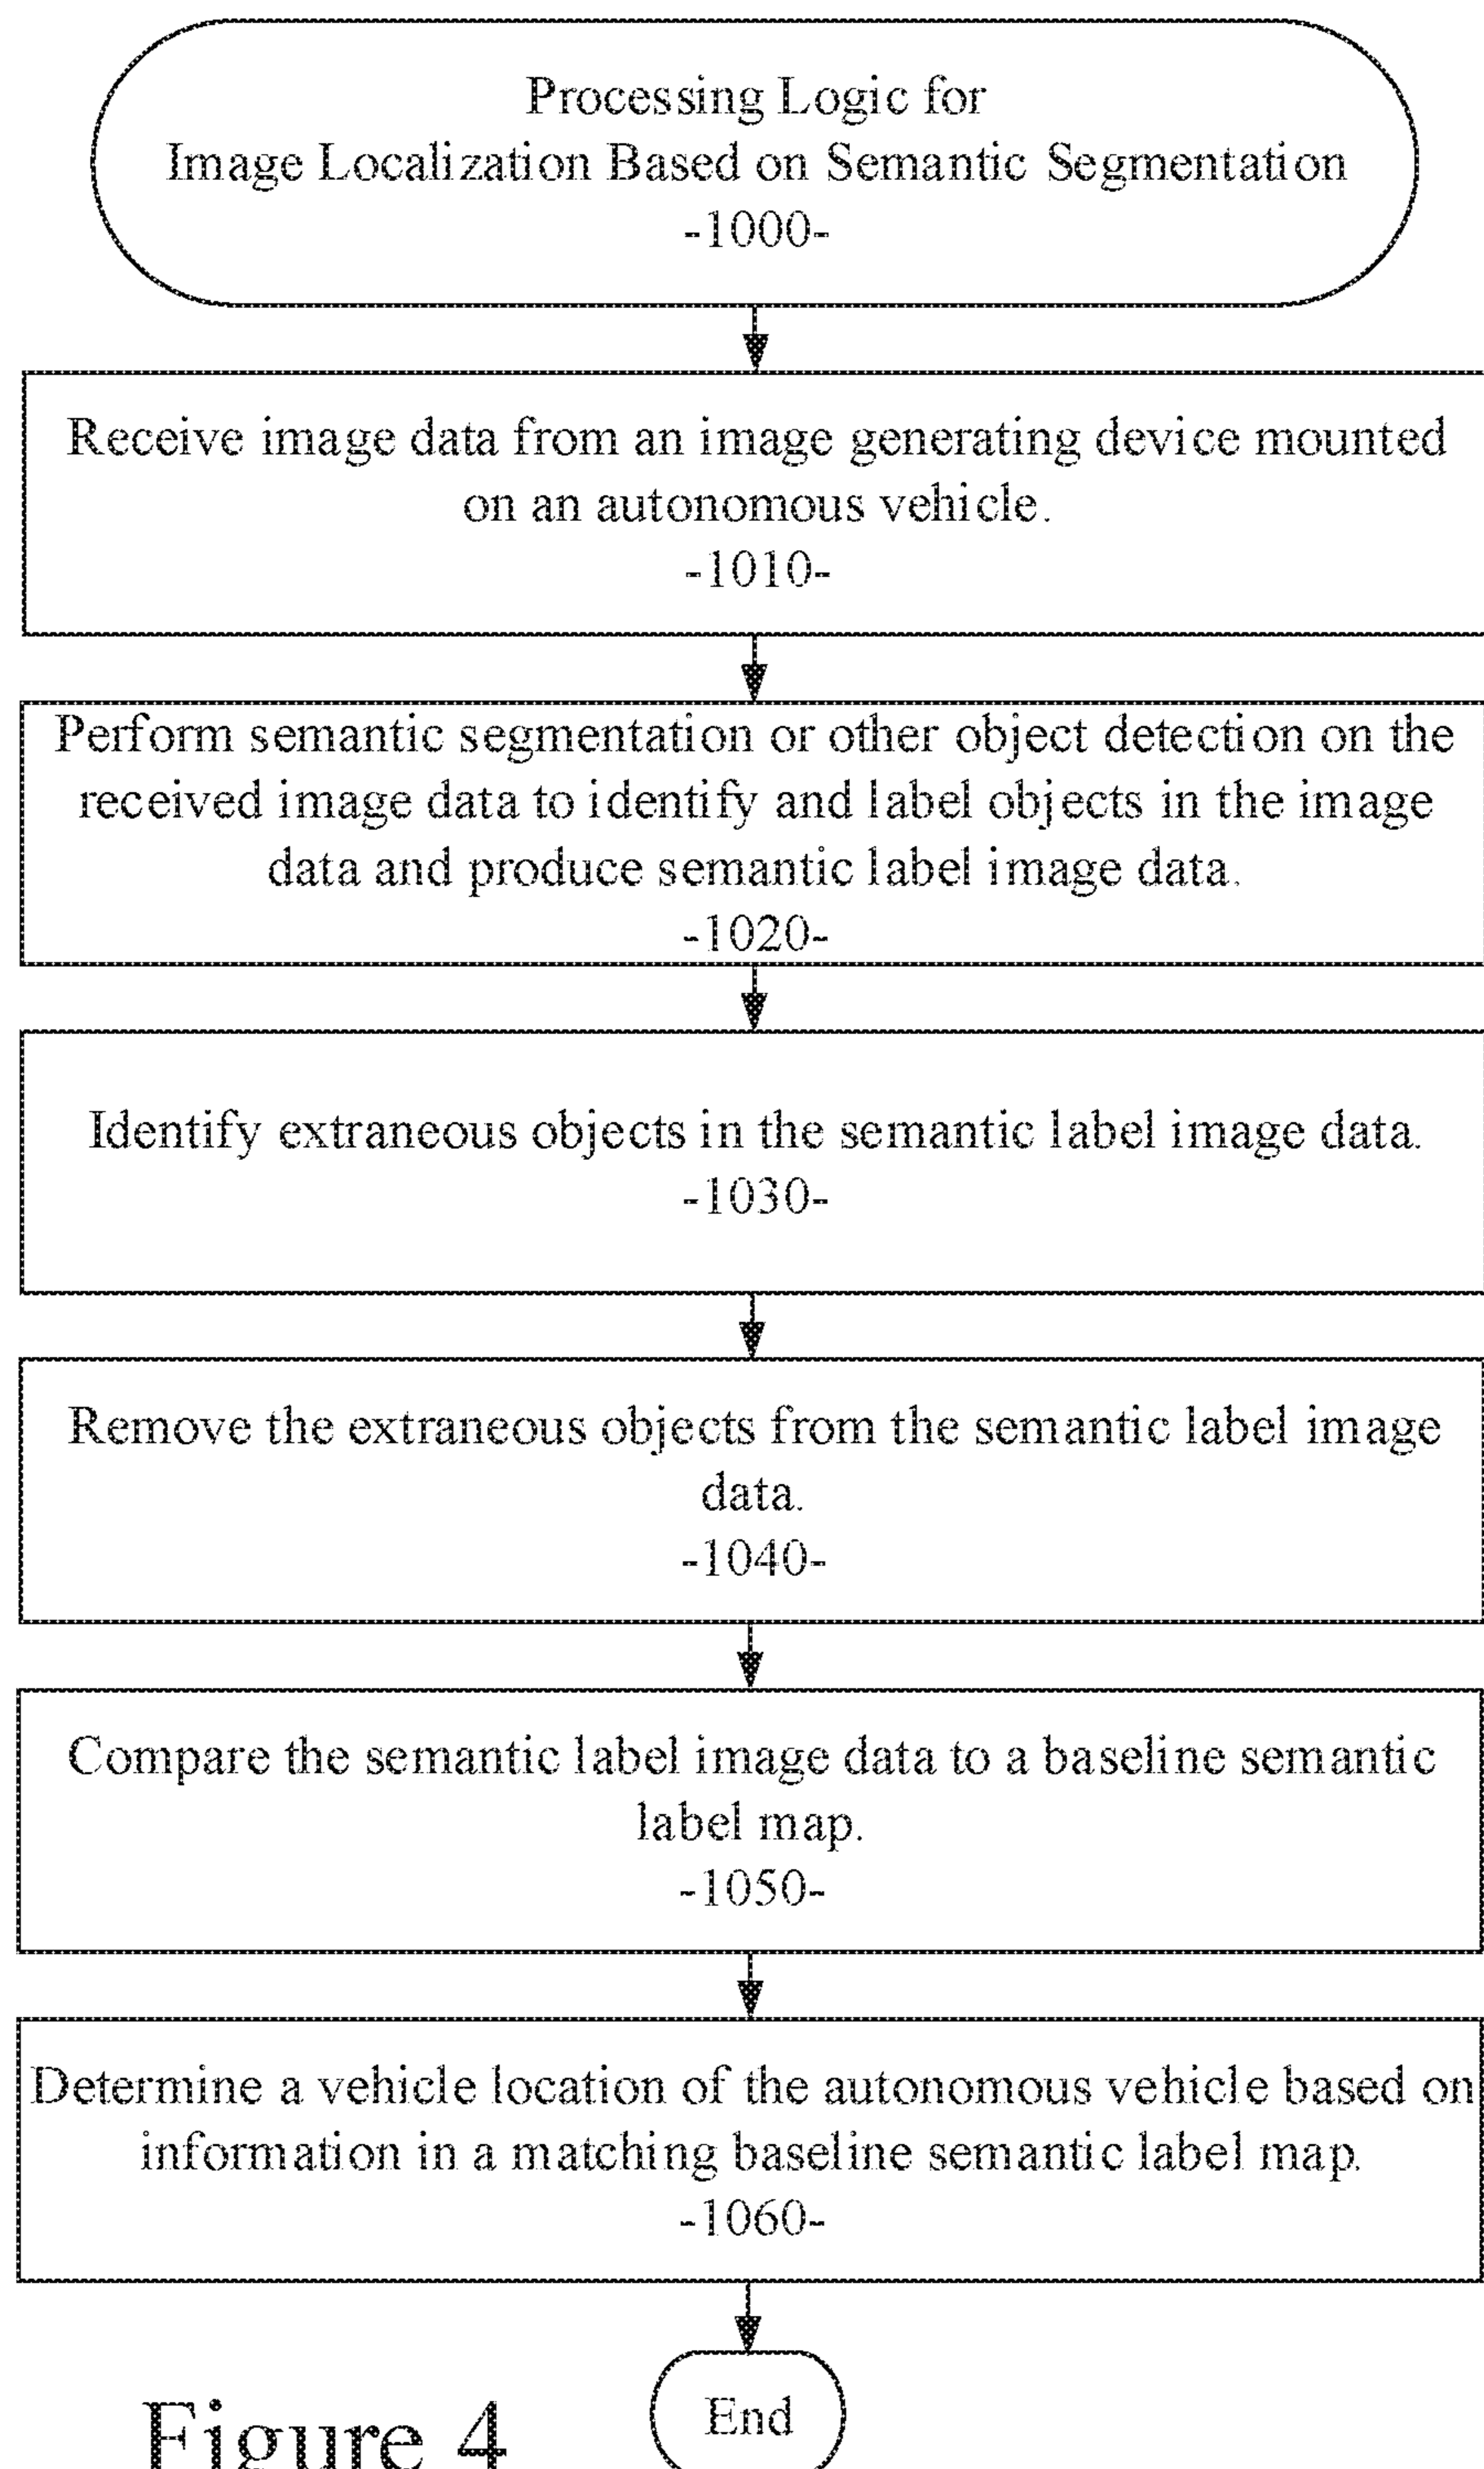 Processing Logic for
Image Localization Based on Semantic Segmentation
-1000-
Receive image data from an image generating device mounted
on an autonomous vehicle.
-1010-
Perform semantic segmentation or other object detection on the
received image data to identify and label objects in the image
data and produce semantic label image data.
-1020-
Identify extraneous objects in the semantic label image data.
-1030-
Remove the extraneous objects from the semantic label image
data.
-1040-
Compare the semantic label image data to a baseline semantic
label map.
-1050-
Determine a vehicle location of the autonomous vehicle based on
information in a matching baseline semantic label map.
-1060-
End
Figure 4